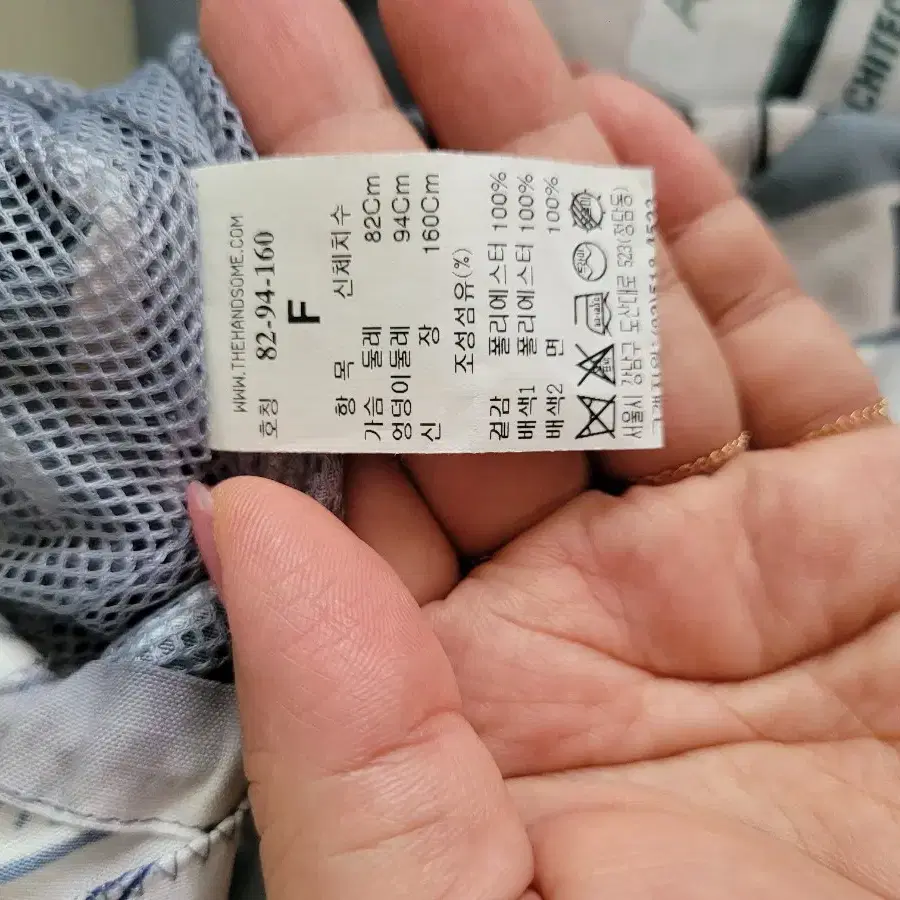 WWW.THEHANDSOME.COM
호칭 82-94-160
F
항 목 신체치수
가슴 둘레 82Cm
엉덩이둘레 94Cm
신 장 160Cm
조성섬유(%)
겉감 폴리에스터 100%
배색1 폴리에스터 100%
배색2 면 100%
서울시 강남구 도산대로 523(청담동)
CHITEC